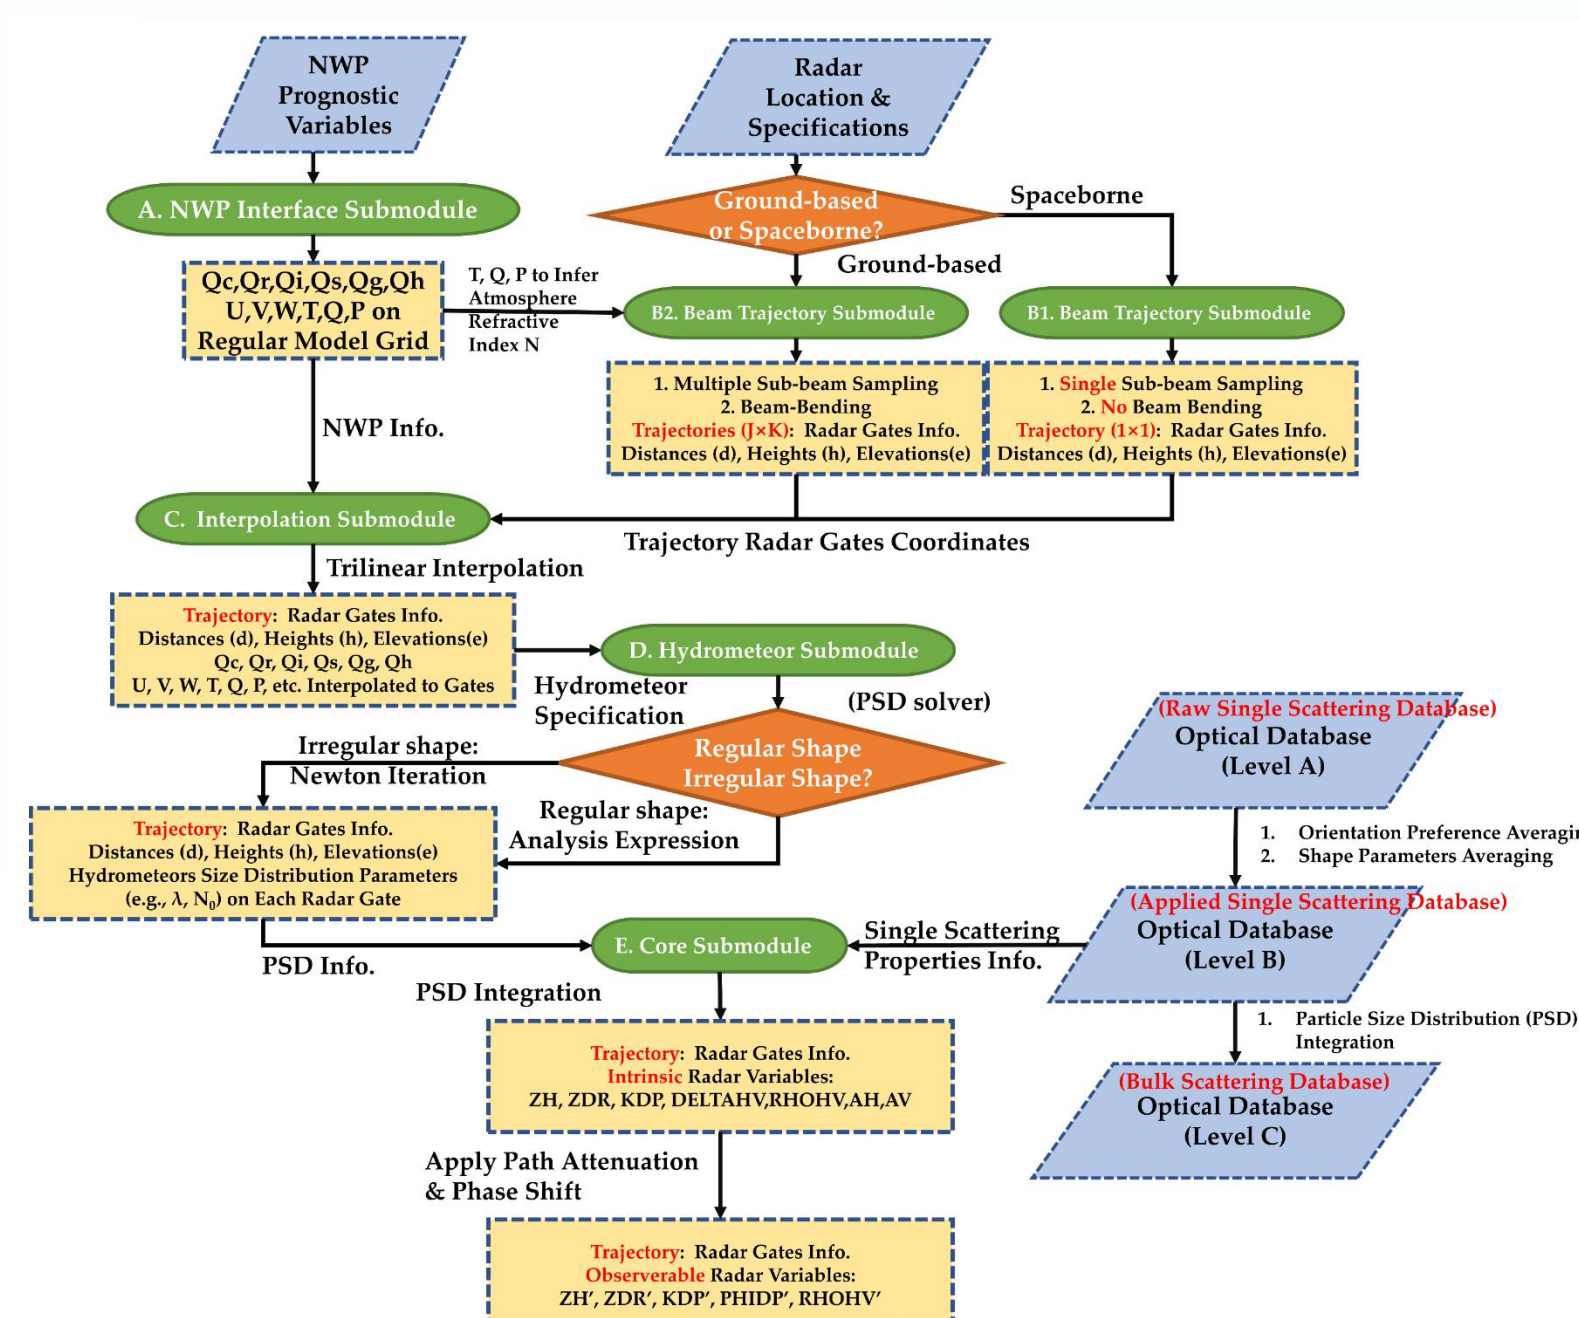 NWP
Prognostic
Variables
Radar
Location &
Specifications
A. NWP Interface Submodule
Ground-based
or Spaceborne?
Spaceborne
Ground-based
Qc,Qr,Qi,Qs,Qg,Qh
U,V,W,T,Q,P on
Regular Model Grid
T, Q, P to Infer
Atmosphere
Refractive
Index N
B2. Beam Trajectory Submodule
B1. Beam Trajectory Submodule
1. Multiple Sub-beam Sampling
2. Beam-Bending
Trajectories (J×K): Radar Gates Info.
Distances (d), Heights (h), Elevations(e)
1. Single Sub-beam Sampling
2. No Beam Bending
Trajectory (1×1): Radar Gates Info.
Distances (d), Heights (h), Elevations(e)
NWP Info.
C. Interpolation Submodule
Trajectory Radar Gates Coordinates
Trilinear Interpolation
Trajectory: Radar Gates Info.
Distances (d), Heights (h), Elevations(e)
Qc, Qr, Qi, Qs, Qg, Qh
U, V, W, T, Q, P, etc. Interpolated to Gates
D. Hydrometeor Submodule
Hydrometeor
Specification
(PSD solver)
Regular Shape
Irregular Shape?
Irregular shape:
Newton Iteration
Regular shape:
Analysis Expression
Trajectory: Radar Gates Info.
Distances (d), Heights (h), Elevations(e)
Hydrometeors Size Distribution Parameters
(e.g., λ, N₀) on Each Radar Gate
(Raw Single Scattering Database)
Optical Database
(Level A)
1. Orientation Preference Averagin
2. Shape Parameters Averaging
(Applied Single Scattering Database)
Optical Database
(Level B)
PSD Info.
E. Core Submodule
Single Scattering
Properties Info.
PSD Integration
1. Particle Size Distribution (PSD)
Integration
(Bulk Scattering Database)
Optical Database
(Level C)
Trajectory: Radar Gates Info.
Intrinsic Radar Variables:
ZH, ZDR, KDP, DELTAHV,RHOHV,AH,AV
Apply Path Attenuation
& Phase Shift
Trajectory: Radar Gates Info.
Observerable Radar Variables:
ZH’, ZDR’, KDP’, PHIDP’, RHOHV’